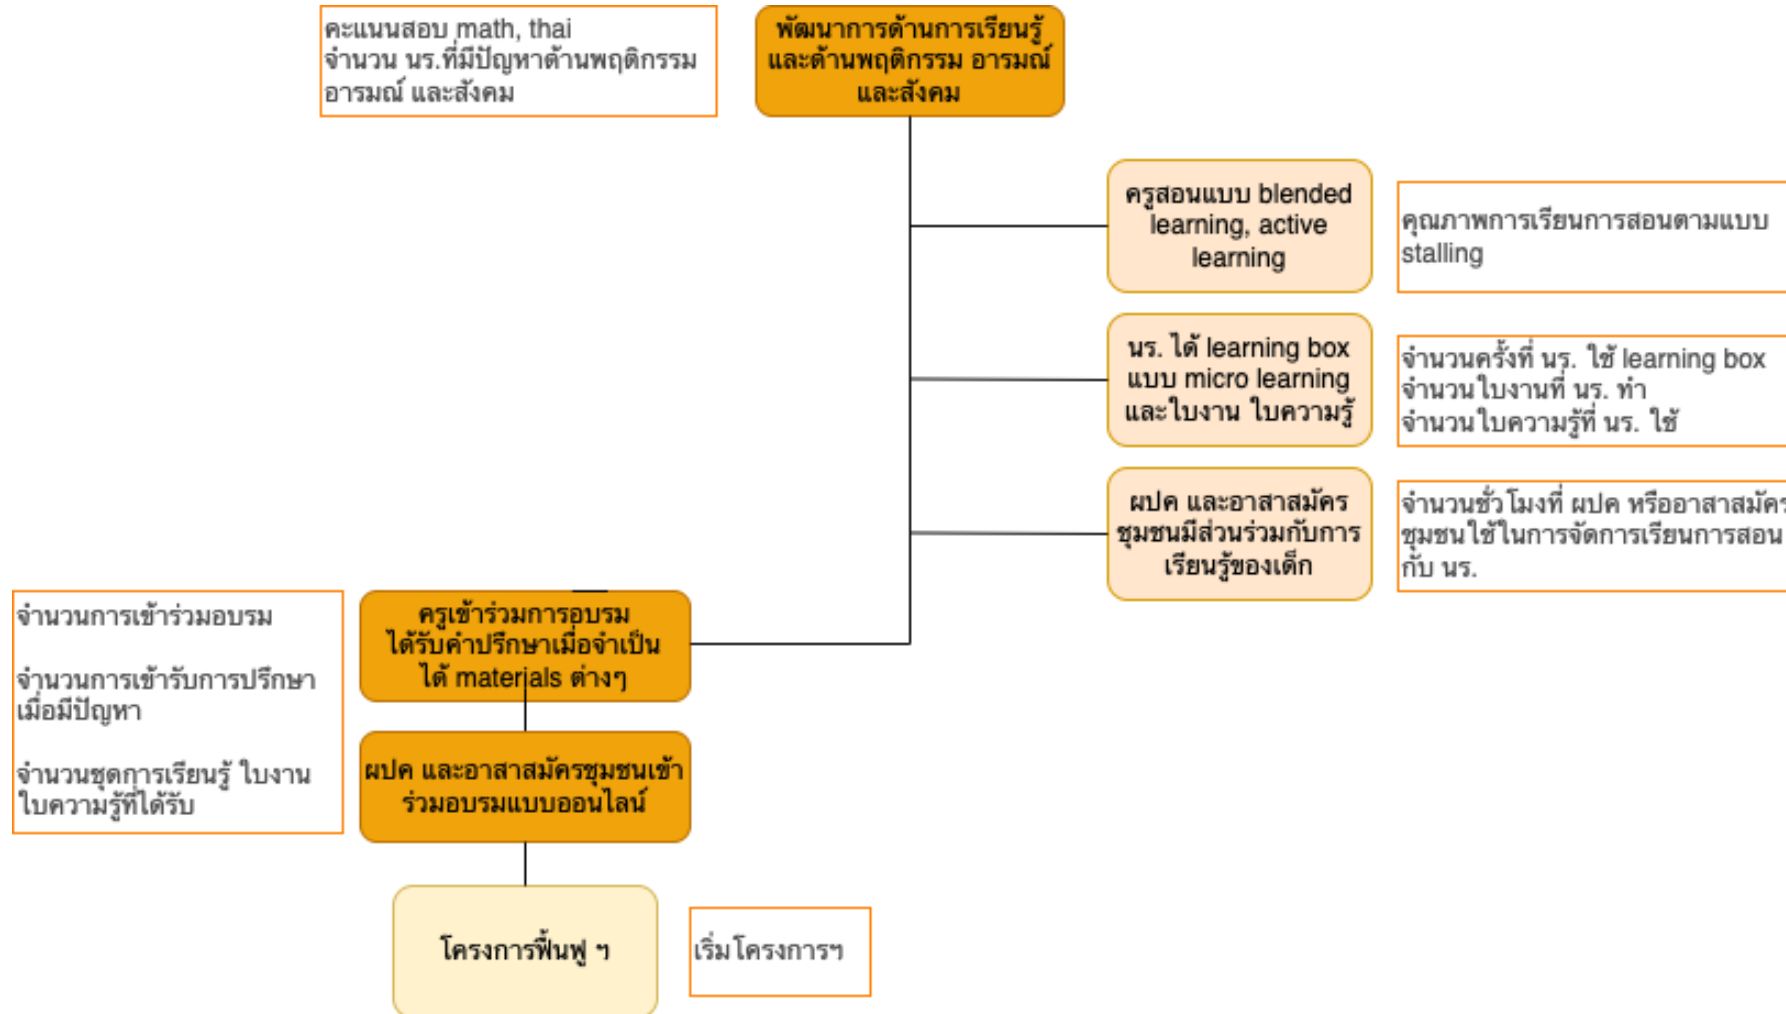 คะแนนสอบ math, thai
จำนวน นร.ที่มีปัญหาด้านพฤติกรรม
อารมณ์ และสังคม
พัฒนาการด้านการเรียนรู้
และด้านพฤติกรรม อารมณ์
และสังคม
ครูสอนแบบ blended
learning, active
learning
คุณภาพการเรียนการสอนตามแบบ
stalling
นร. ได้ learning box
แบบ micro learning
และใบงาน ใบความรู้
จำนวนครั้งที่ นร. ใช้ learning box
จำนวนใบงานที่ นร. ทำ
จำนวนใบความรู้ที่ นร. ใช้
ผปค และอาสาสมัคร
ชุมชนมีส่วนร่วมกับการ
เรียนรู้ของเด็ก
จำนวนชั่วโมงที่ ผปค หรืออาสาสมัคร
ชุมชนใช้ในการจัดการเรียนการสอน
กับ นร.
จำนวนการเข้าร่วมอบรม
จำนวนการเข้ารับการปรึกษา
เมื่อมีปัญหา
จำนวนชุดการเรียนรู้ ใบงาน
ใบความรู้ที่ได้รับ
ครูเข้าร่วมการอบรม
ได้รับคำปรึกษาเมื่อจำเป็น
ได้ materials ต่างๆ
ผปค และอาสาสมัครชุมชนเข้า
ร่วมอบรมแบบออนไลน์
โครงการฟื้นฟู ฯ
เริ่มโครงการฯ